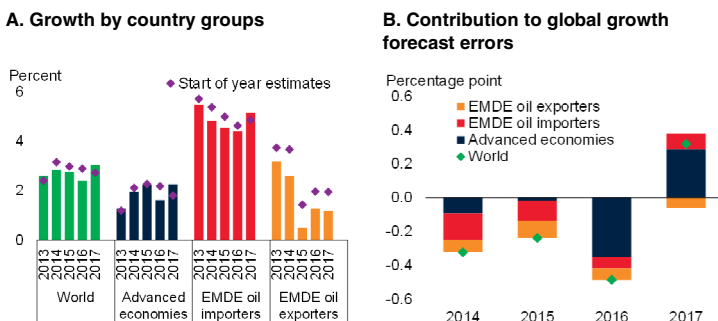 A. Growth by country groups
Percent
Start of year estimates
6
4
2
0
2013 2014 2015 2016 2017 2013 2014 2015 2016 2017 2013 2014 2015 2016 2017 2013 2014 2015 2016 2017
World
Advanced economies
EMDE oil importers
EMDE oil exporters
B. Contribution to global growth
forecast errors
Percentage point
0.6
0.4
0.2
0.0
-0.2
-0.4
-0.6
EMDE oil exporters
EMDE oil importers
Advanced economies
World
2014 2015 2016 2017